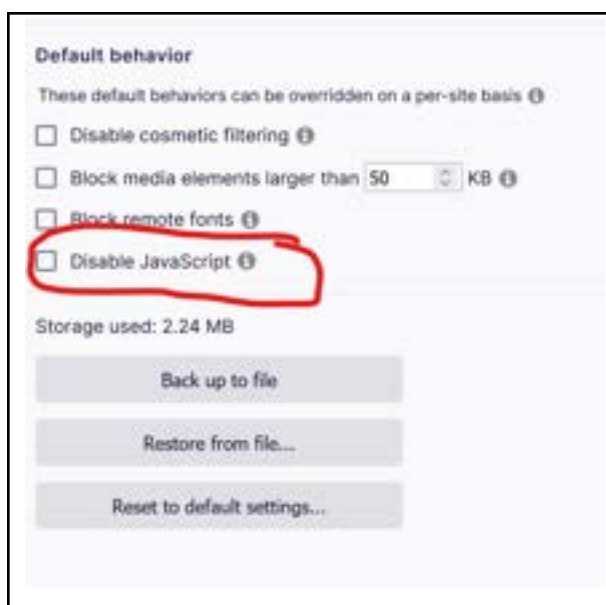 Default behavior
These default behaviors can be overridden on a per-site basis
Disable cosmetic filtering
Block media elements larger than 50 KB
Block remote fonts
Disable JavaScript
Storage used: 2.24 MB
Back up to file
Restore from file...
Reset to default settings...